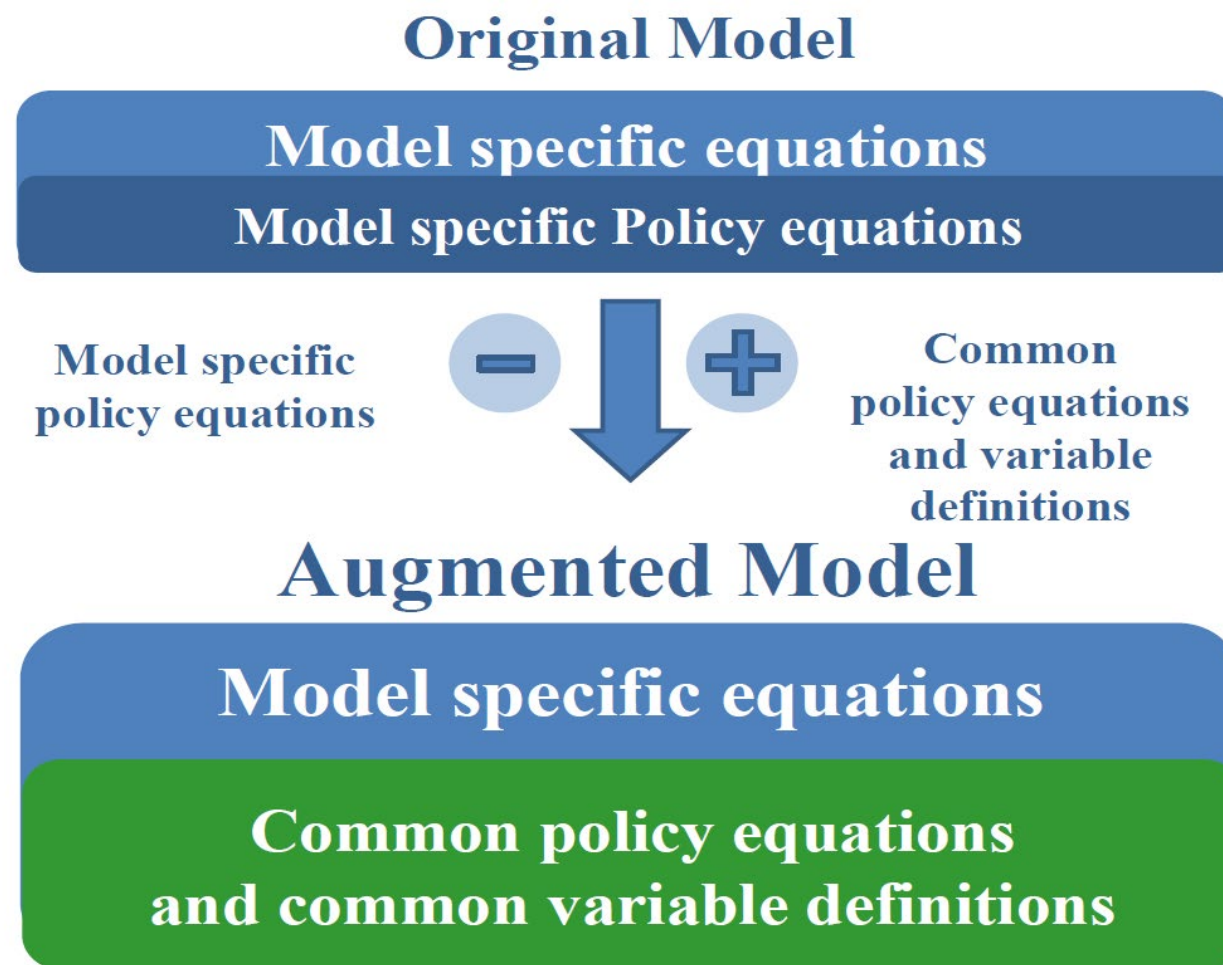 Original Model
Model specific equations
Model specific Policy equations
Model specific
policy equations
Common
policy equations
and variable
definitions
Augmented Model
Model specific equations
Common policy equations
and common variable definitions